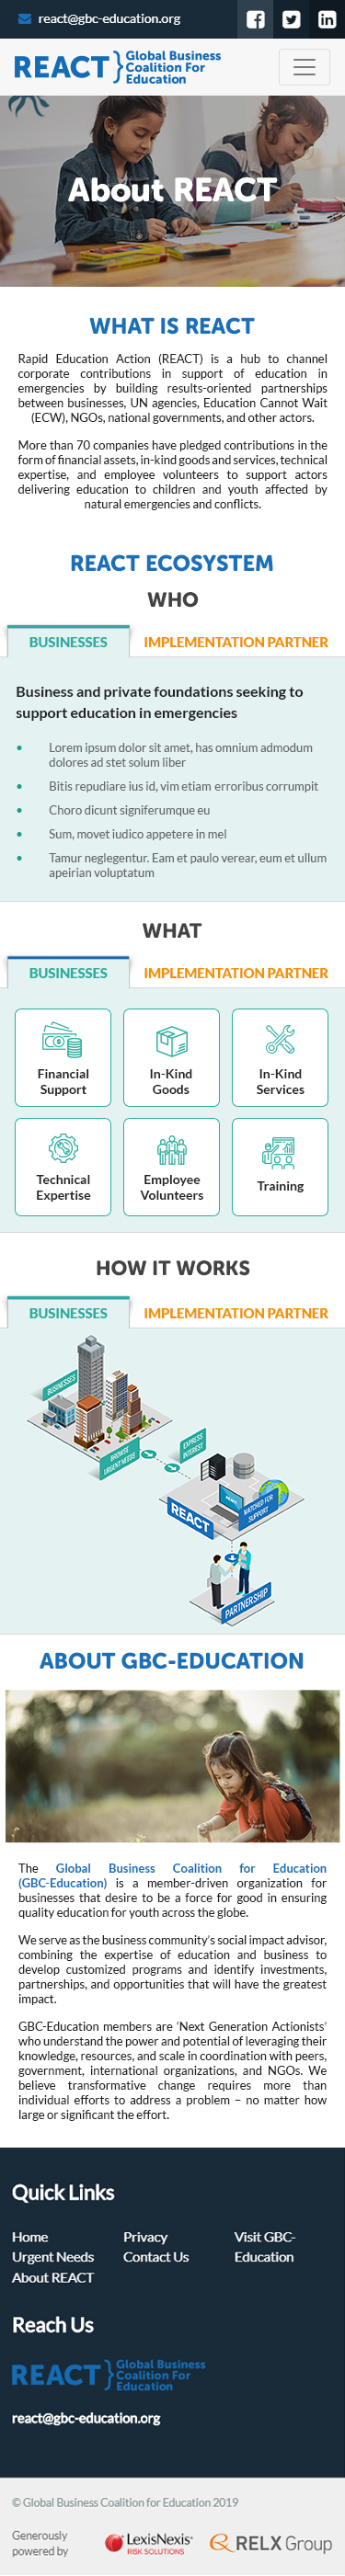 react@gbc-education.org
REACT Global Business
Coalition For
Education
About REACT
WHAT IS REACT
Rapid Education Action (REACT) is a hub to channel
corporate contributions in support of education in
emergencies by building results-oriented partnerships
between businesses, UN agencies, Education Cannot Wait
(ECW), NGOs, national governments, and other actors.
More than 70 companies have pledged contributions in the
form of financial assets, in-kind goods and services, technical
expertise, and employee volunteers to support actors
delivering education to children and youth affected by
natural emergencies and conflicts.
REACT ECOSYSTEM
WHO
BUSINESSES IMPLEMENTATION PARTNER
Business and private foundations seeking to
support education in emergencies
• Lorem ipsum dolor sit amet, has omnium admodum
dolores ad stet solum liber
• Bitis repudiare ius id, vim etiam erroribus corrumpit
• Choro dicunt signiferumque eu
• Sum, movet iudico appetere in mel
• Tamur neglegentur. Eam et paulo verear, eum et ullum
apeirian voluptatum
WHAT
BUSINESSES IMPLEMENTATION PARTNER
Financial
Support
In-Kind
Goods
In-Kind
Services
Technical
Expertise
Employee
Volunteers
Training
HOW IT WORKS
BUSINESSES IMPLEMENTATION PARTNER
BUSINESSES
BROWSE
URGENT NEEDS
EXPRESS
INTEREST
REACT
REACT
MATCHED FOR
SUPPORT
PARTNERSHIP
ABOUT GBC-EDUCATION
The Global Business Coalition for Education
(GBC-Education) is a member-driven organization for
businesses that desire to be a force for good in ensuring
quality education for youth across the globe.
We serve as the business community's social impact advisor,
combining the expertise of education and business to
develop customized programs and identify investments,
partnerships, and opportunities that will have the greatest
impact.
GBC-Education members are ‘Next Generation Actionists’
who understand the power and potential of leveraging their
knowledge, resources, and scale in coordination with peers,
government, international organizations, and NGOs. We
believe transformative change requires more than
individual efforts to address a problem – no matter how
large or significant the effort.
Quick Links
Home
Urgent Needs
About REACT
Privacy
Contact Us
Visit GBC-
Education
Reach Us
REACT Global Business
Coalition For
Education
react@gbc-education.org
© Global Business Coalition for Education 2019
Generously
powered by
LexisNexis
RISK SOLUTIONS
RELX Group